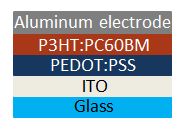 Aluminum electrode
P3HT:PC60BM
PEDOT:PSS
ITO
Glass